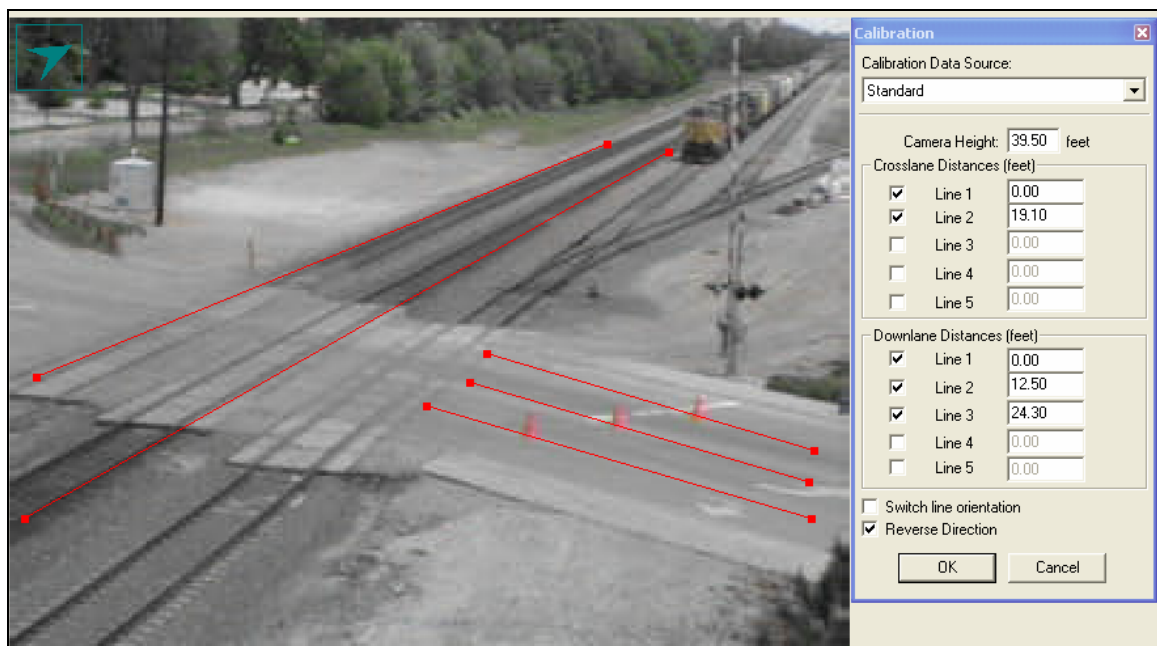 Calibration
Calibration Data Source:
Standard
Camera Height: 39.50 feet
Crosslane Distances (feet)
Line 1 0.00
Line 2 19.10
Line 3 0.00
Line 4 0.00
Line 5 0.00
Downlane Distances (feet)
Line 1 0.00
Line 2 12.50
Line 3 24.30
Line 4 0.00
Line 5 0.00
Switch line orientation
Reverse Direction
OK Cancel